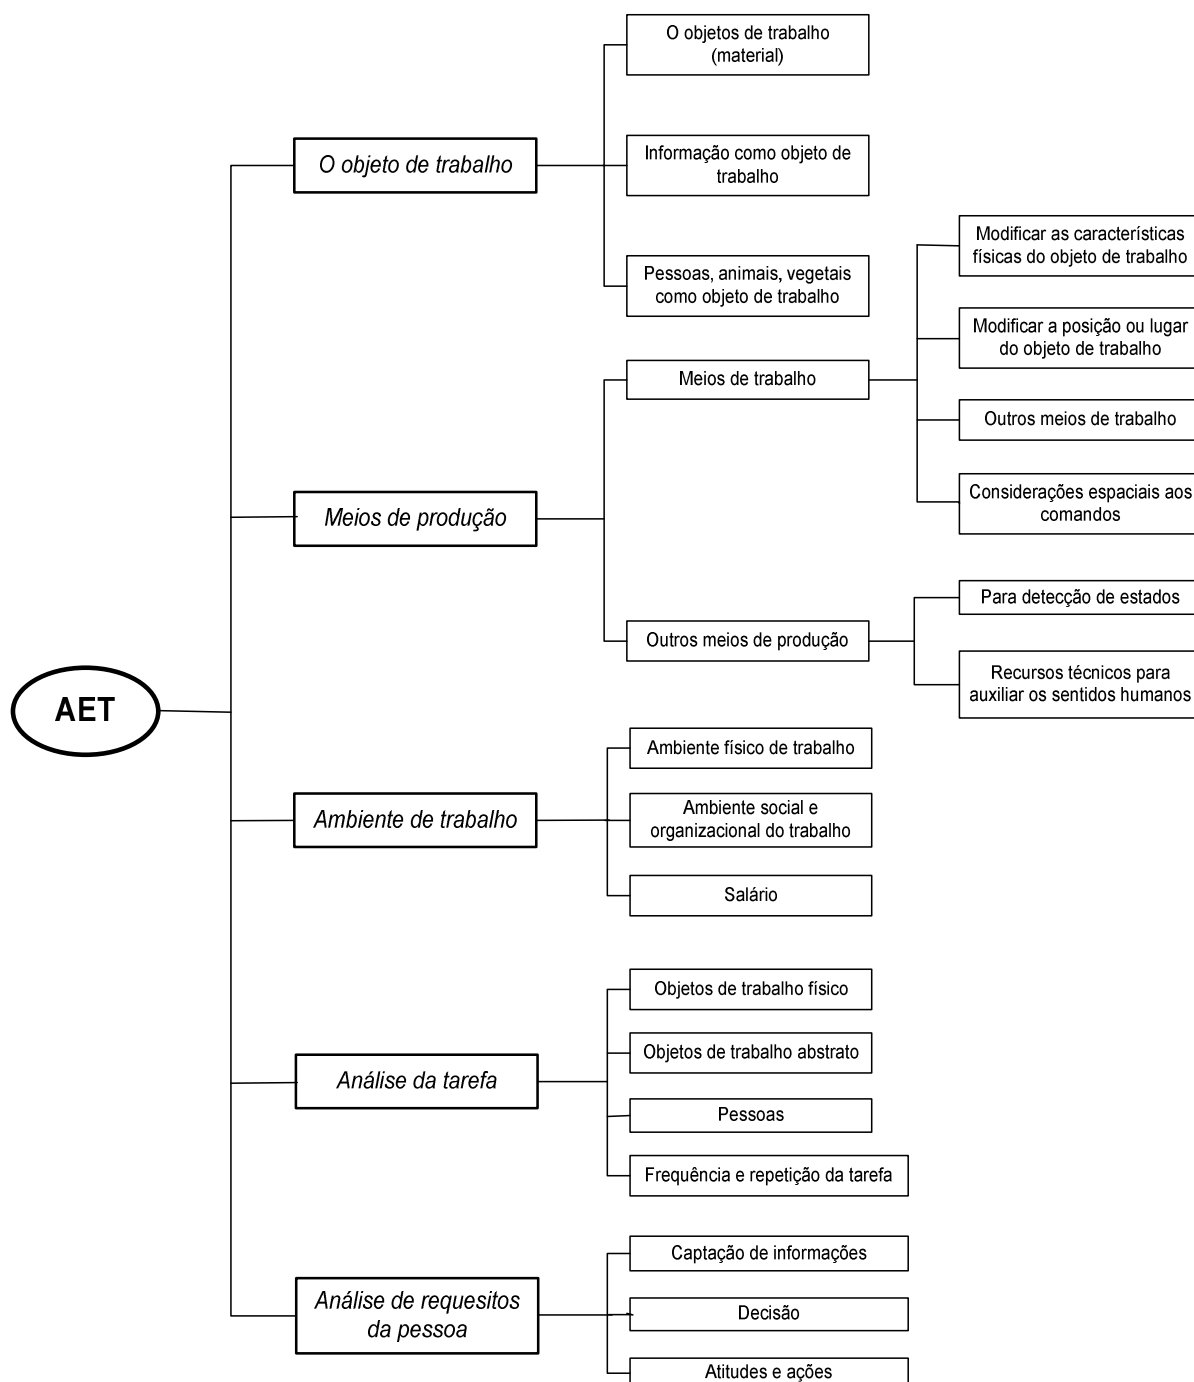 O objetos de trabalho
(material)
O objeto de trabalho
Informação como objeto de
trabalho
Pessoas, animais, vegetais
como objeto de trabalho
Modificar as características
físicas do objeto de trabalho
Modificar a posição ou lugar
do objeto de trabalho
Meios de trabalho
Outros meios de trabalho
Considerações espaciais aos
comandos
Meios de produção
Para detecção de estados
Outros meios de produção
Recursos técnicos para
auxiliar os sentidos humanos
AET
Ambiente físico de trabalho
Ambiente de trabalho
Ambiente social e
organizacional do trabalho
Salário
Objetos de trabalho físico
Objetos de trabalho abstrato
Análise da tarefa
Pessoas
Frequência e repetição da tarefa
Captação de informações
Análise de requesitos
da pessoa
Decisão
Atitudes e ações